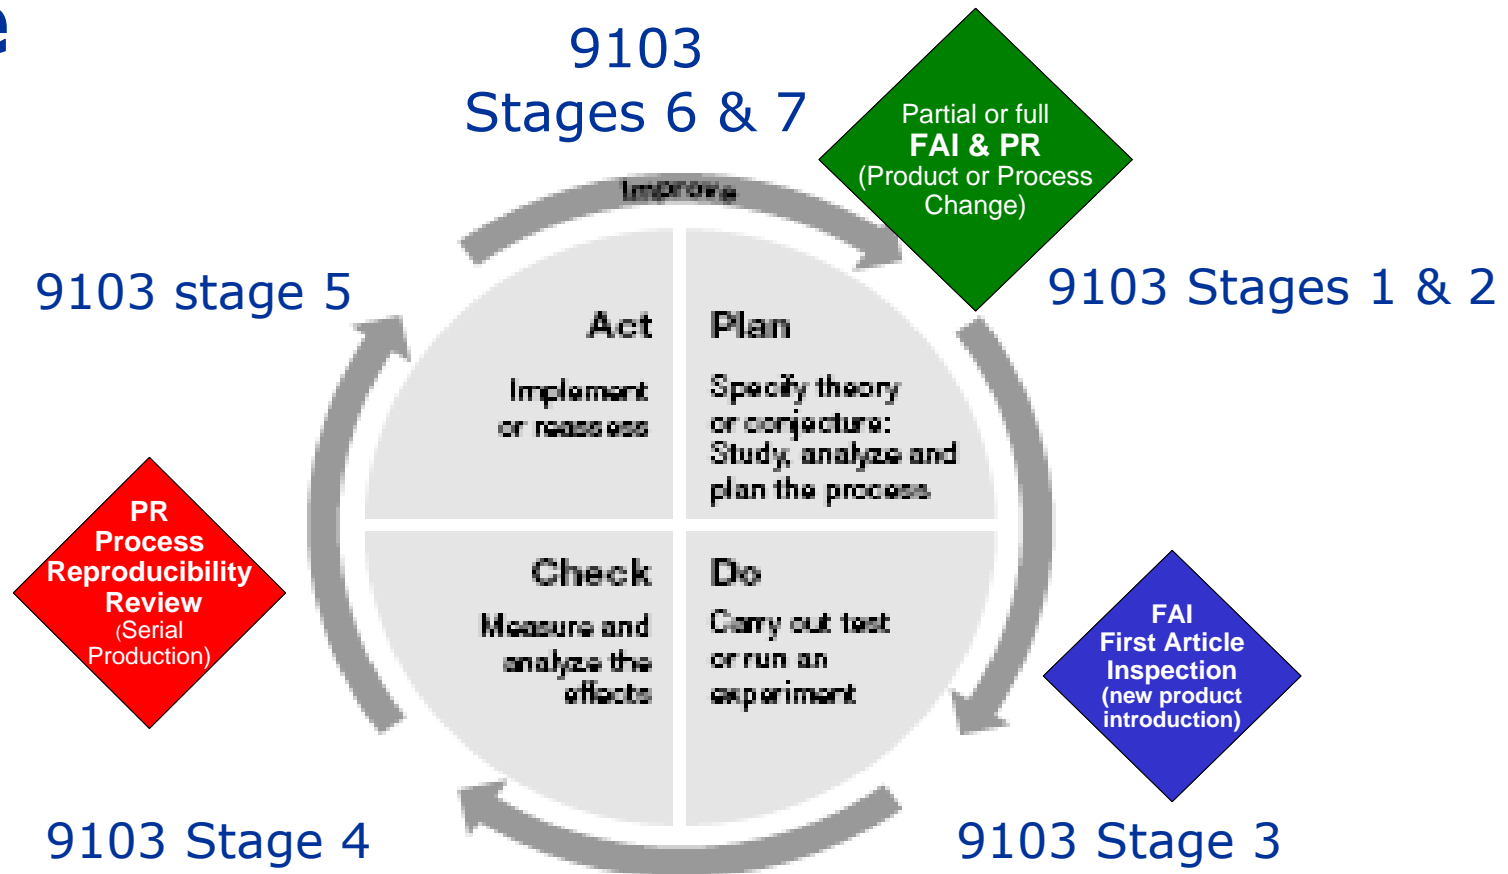 e
9103
Stages 6 & 7
Partial or full
FAI & PR
(Product or Process
Change)
Improve
9103 stage 5
9103 Stages 1 & 2
Act
Implement
or reassess
Plan
Specify theory
or conjecture:
Study, analyze and
plan the process
PR
Process
Reproducibility
Review
(Serial
Production)
Check
Measure and
analyze the
effects
Do
Carry out test
or run an
experiment
FAI
First Article
Inspection
(new product
introduction)
9103 Stage 4
9103 Stage 3